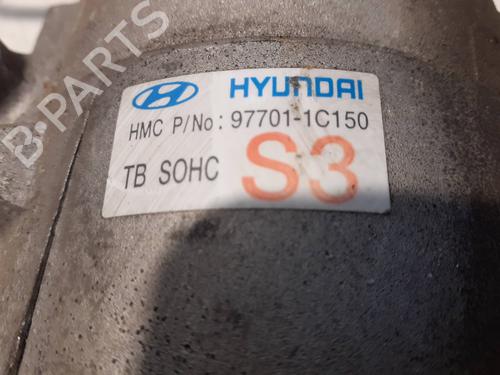 B-PARTS
HYUNDAI
HMC P/No: 97701-1C150
TB SOHC S3